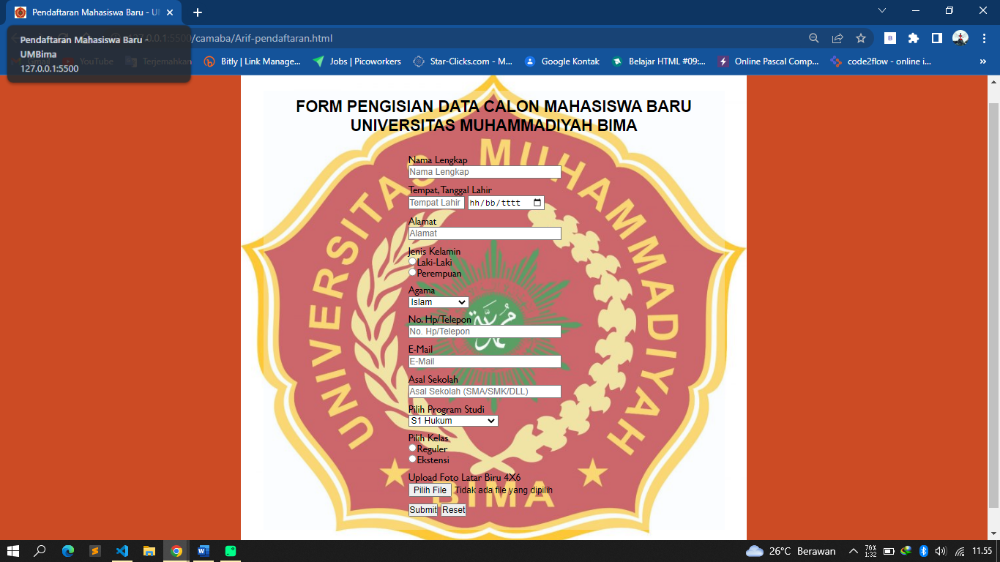 Pendaftaran Mahasiswa Baru - UM
127.0.0.1:5500/camaba/Arif-pendaftaran.html
Pendaftaran Mahasiswa Baru -
UMBima
127.0.0.1:5500
YouTube
Terjemahkan
Bitly | Link Manage...
Jobs | Picoworkers
Star-Clicks.com - M...
Google Kontak
Belajar HTML #09:...
Online Pascal Comp...
code2flow - online i...
»
FORM PENGISIAN DATA CALON MAHASISWA BARU
UNIVERSITAS MUHAMMADIYAH BIMA
UNIVERSITAS MUHAMMADIYAH
BIMA
Nama Lengkap
Nama Lengkap
Tempat, Tanggal Lahir
Tempat Lahir hh/bb/tttt
Alamat
Alamat
Jenis Kelamin
Laki-Laki
Perempuan
Agama
Islam
No. Hp/Telepon
No. Hp/Telepon
E-Mail
E-Mail
Asal Sekolah
Asal Sekolah (SMA/SMK/DLL)
Pilih Program Studi
S1 Hukum
Pilih Kelas
Reguler
Ekstensi
Upload Foto Latar Biru 4X6
Pilih File Tidak ada file yang dipilih
Submit Reset
76%
1:32
26°C Berawan
11.55